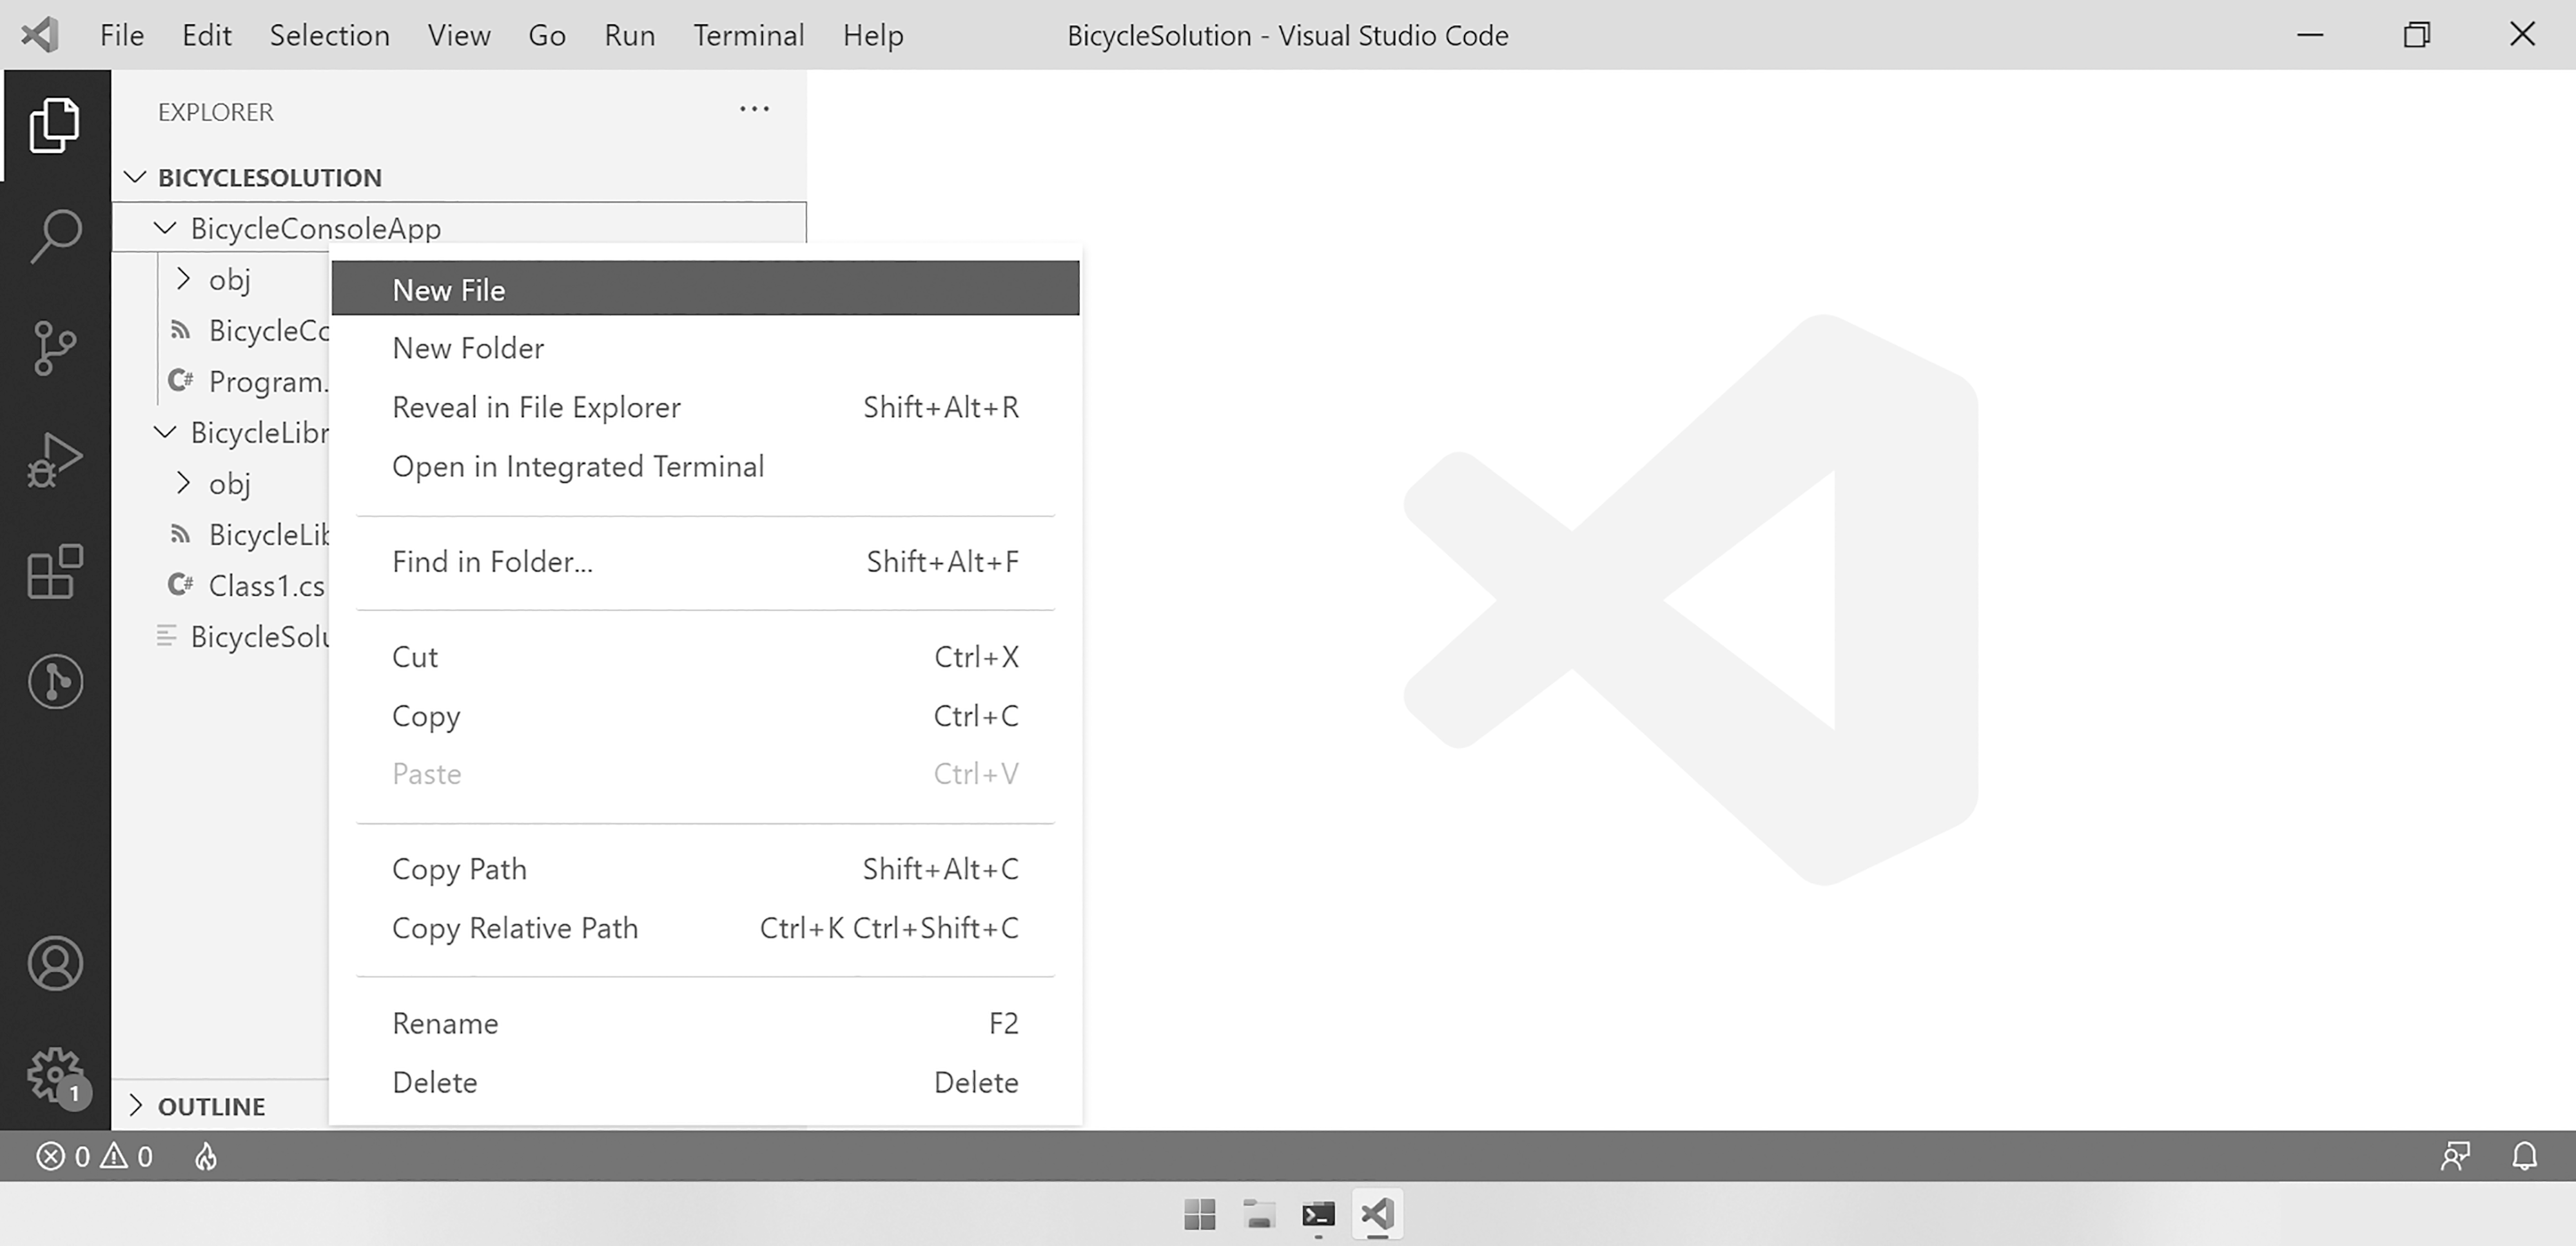 File Edit Selection View Go Run Terminal Help BicycleSolution - Visual Studio Code
EXPLORER ···
BICYCLESOLUTION
BicycleConsoleApp
obj
BicycleCo
C# Program.
BicycleLibr
obj
BicycleLib
C# Class1.cs
BicycleSolu
OUTLINE
New File
New Folder
Reveal in File Explorer Shift+Alt+R
Open in Integrated Terminal
Find in Folder... Shift+Alt+F
Cut Ctrl+X
Copy Ctrl+C
Paste Ctrl+V
Copy Path Shift+Alt+C
Copy Relative Path Ctrl+K Ctrl+Shift+C
Rename F2
Delete Delete
1
0 0